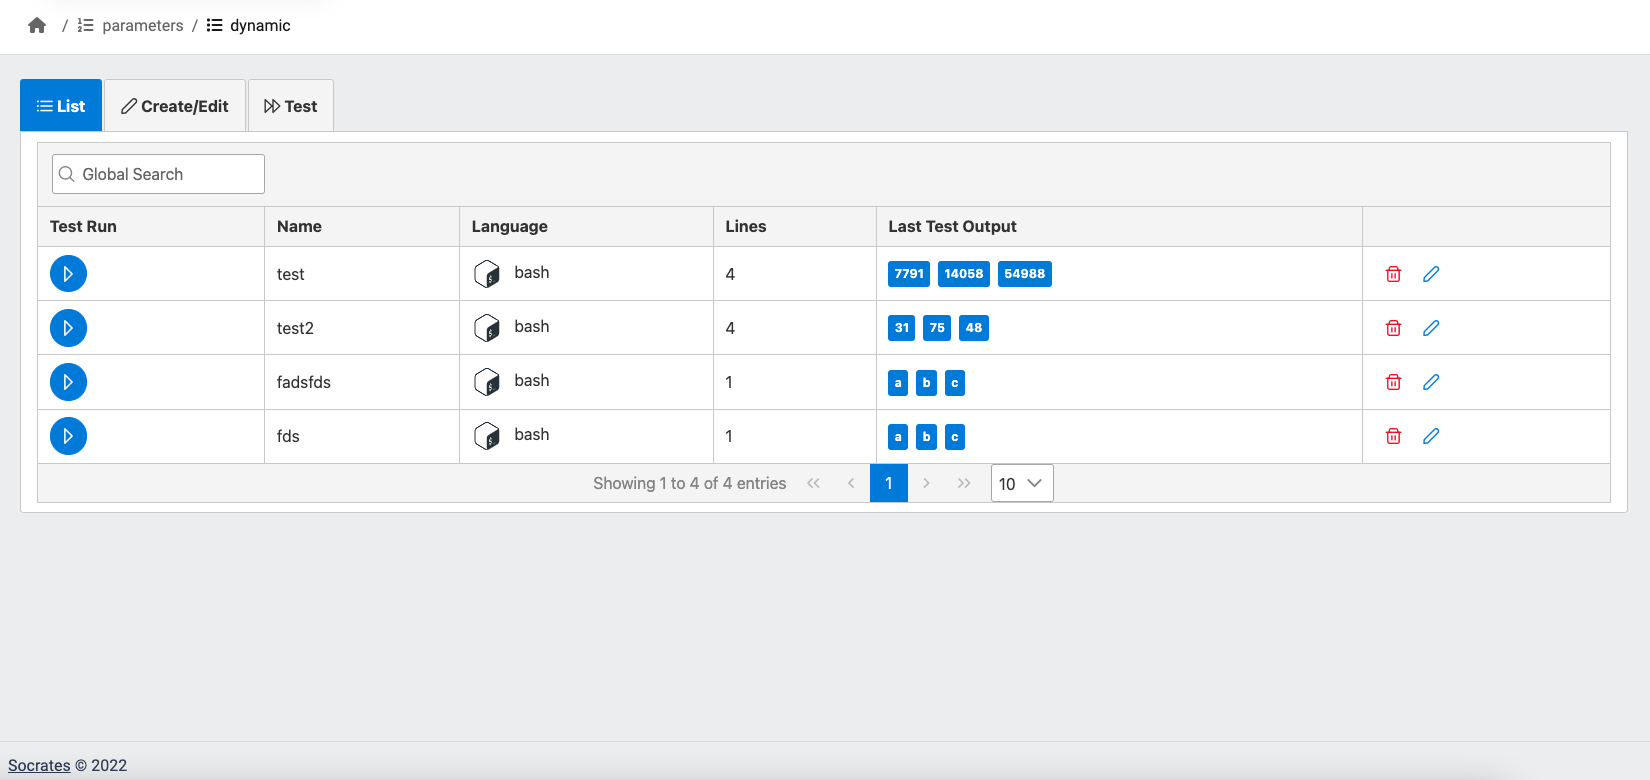 / parameters / dynamic
List Create/Edit Test
Global Search
Test Run Name Language Lines Last Test Output
test bash 4 7791 14058 54988
test2 bash 4 31 75 48
fadsfds bash 1 a b c
fds bash 1 a b c
Showing 1 to 4 of 4 entries 1 10
Socrates © 2022